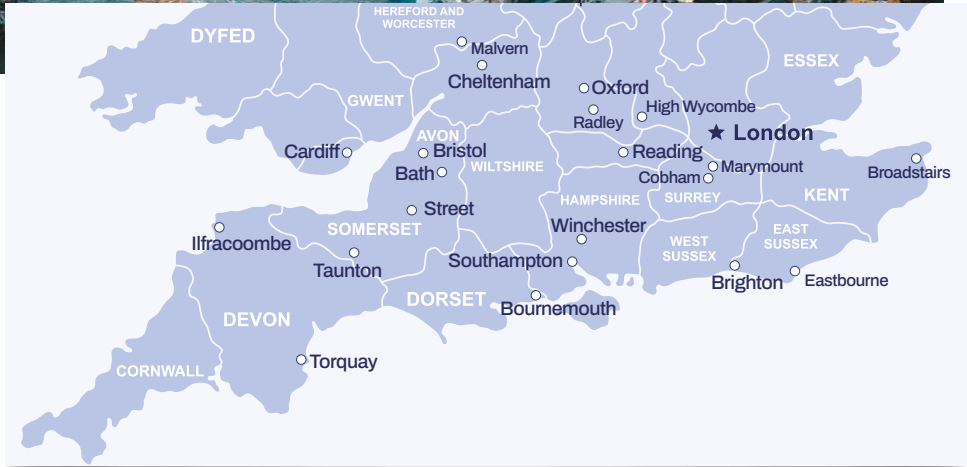 HEREFORD AND
WORCESTER
DYFED
Malvern
ESSEX
Cheltenham
Oxford
GWENT
High Wycombe
Radley
London
AVON
Cardiff
Bristol
Reading
WILTSHIRE
Marymount
Bath
Cobham
Broadstairs
KENT
HAMPSHIRE
SURREY
Street
Winchester
SOMERSET
EAST
SUSSEX
WEST
SUSSEX
Ilfracoombe
Southampton
Taunton
Brighton
Eastbourne
DORSET
Bournemouth
DEVON
Torquay
CORNWALL